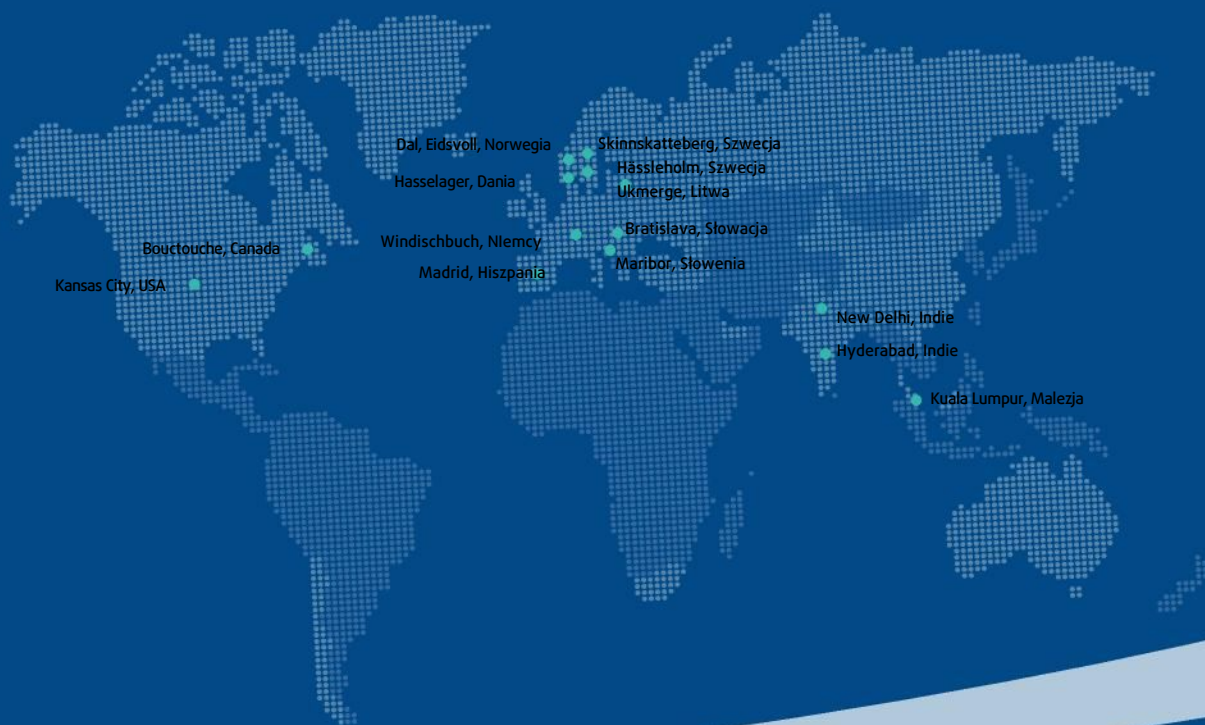 Dal, Eidsvoll, Norwegia
Skinnskatteberg, Szwecja
Hässleholm, Szwecja
Hasselager, Dania
Ukmerge, Litwa
Bratislava, Słowacja
Windischbuch, NIemcy
Bouctouche, Canada
Maribor, Słowenia
Madrid, Hiszpania
Kansas City, USA
New Delhi, Indie
Hyderabad, Indie
Kuala Lumpur, Malezja